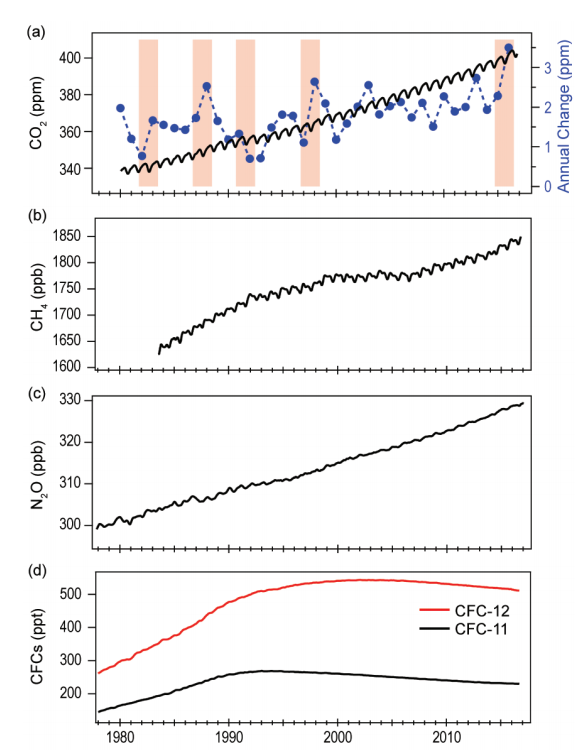 (a)
400
380
360
340
CO2 (ppm)
3
2
1
0
Annual Change (ppm)
(b)
1850
1800
1750
1700
1650
1600
CH4 (ppb)
(c)
330
320
310
300
N2O (ppb)
(d)
500
400
300
200
CFCs (ppt)
CFC-12
CFC-11
1980 1990 2000 2010